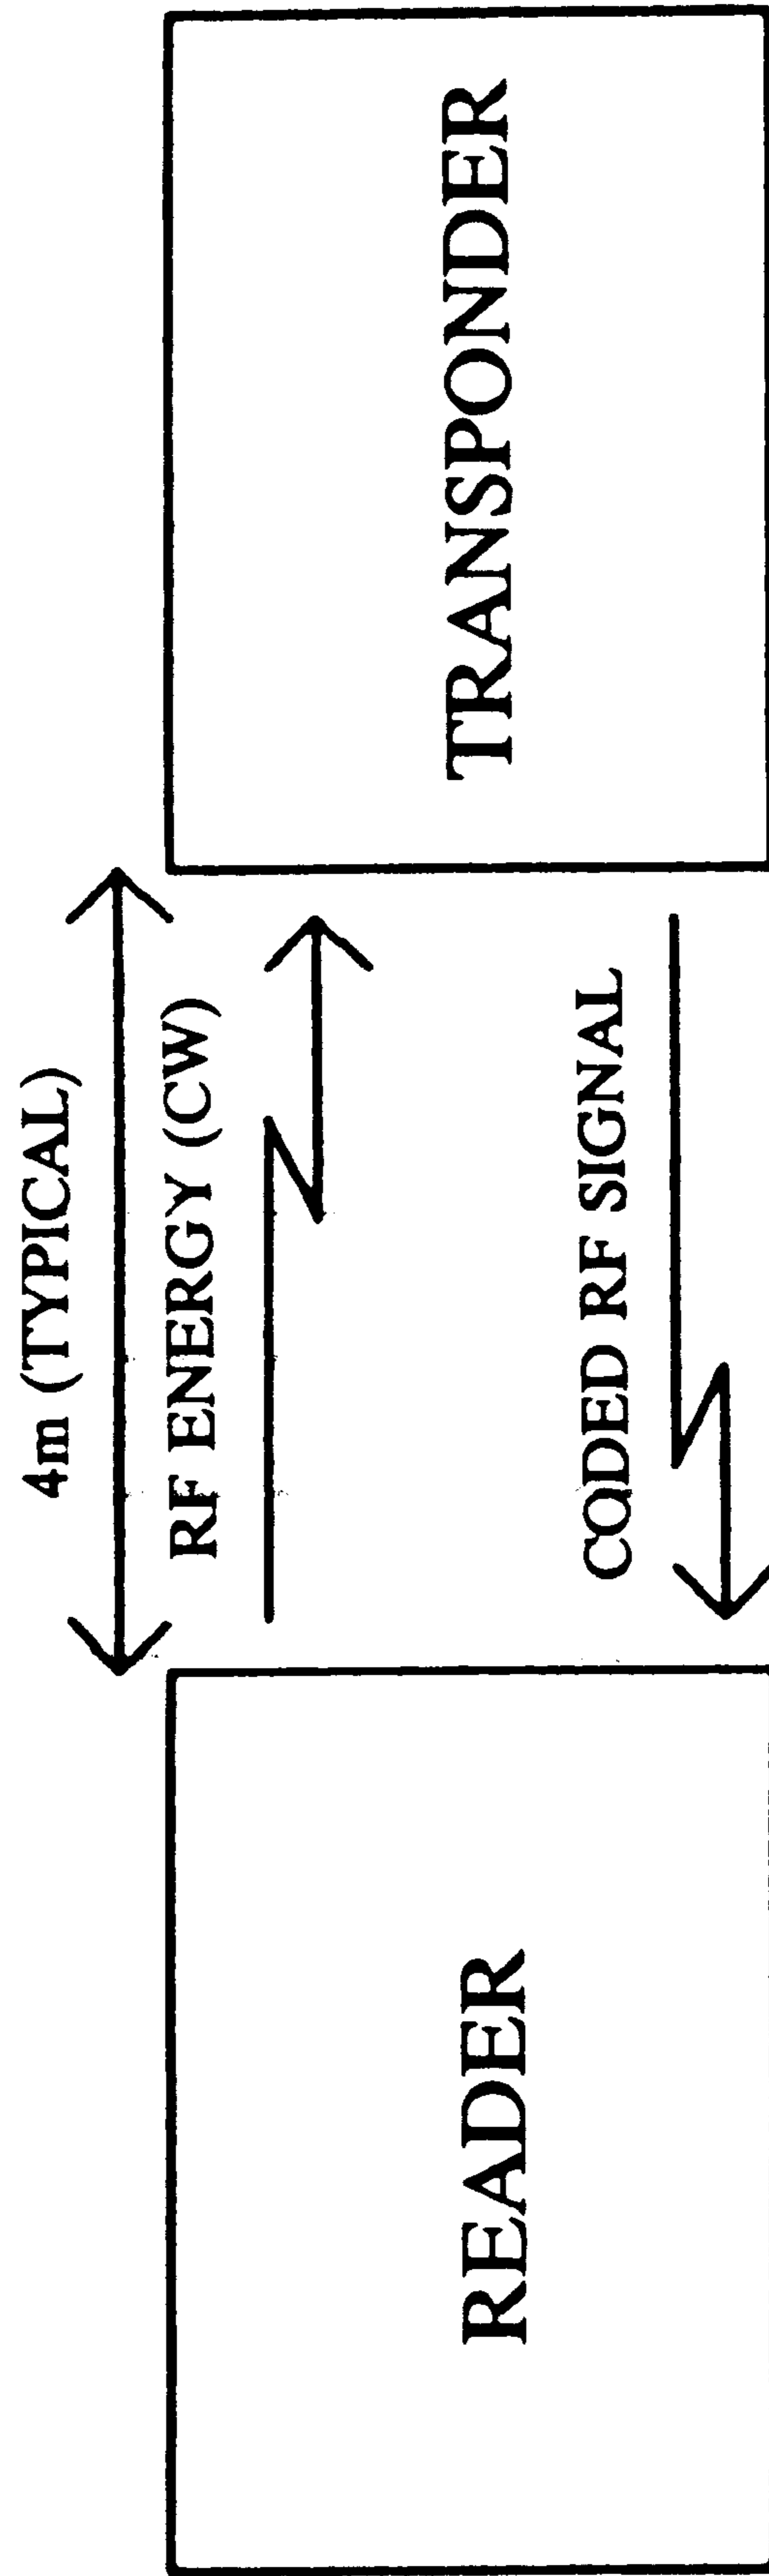 4m (TYPICAL)
RF ENERGY (CW)
READER
TRANSPONDER
CODED RF SIGNAL